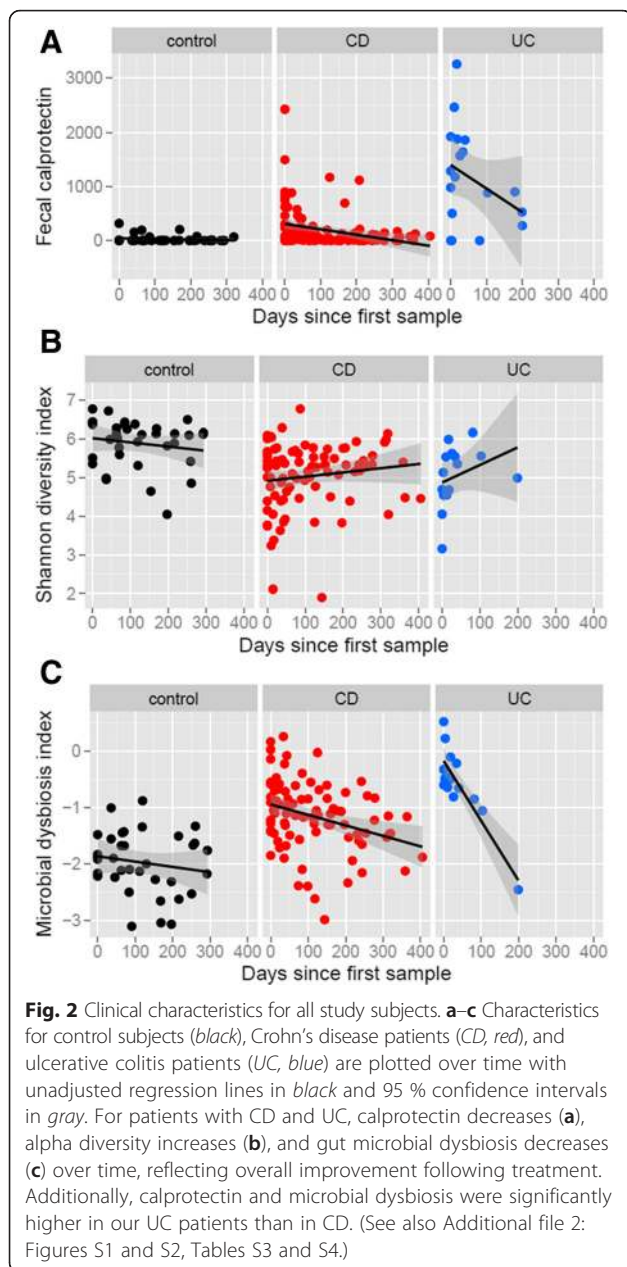 A
control CD UC
Fecal calprotectin
3000
2000
1000
0
0 100 200 300 400 0 100 200 300 400 0 100 200 300 400
Days since first sample
B
control CD UC
Shannon diversity index
7
6
5
4
3
2
0 100 200 300 400 0 100 200 300 400 0 100 200 300 400
Days since first sample
C
control CD UC
Microbial dysbiosis index
0
−1
−2
−3
0 100 200 300 400 0 100 200 300 400 0 100 200 300 400
Days since first sample
Fig. 2 Clinical characteristics for all study subjects. a–c Characteristics
for control subjects (black), Crohn's disease patients (CD, red), and
ulcerative colitis patients (UC, blue) are plotted over time with
unadjusted regression lines in black and 95 % confidence intervals
in gray. For patients with CD and UC, calprotectin decreases (a),
alpha diversity increases (b), and gut microbial dysbiosis decreases
(c) over time, reflecting overall improvement following treatment.
Additionally, calprotectin and microbial dysbiosis were significantly
higher in our UC patients than in CD. (See also Additional file 2:
Figures S1 and S2, Tables S3 and S4.)